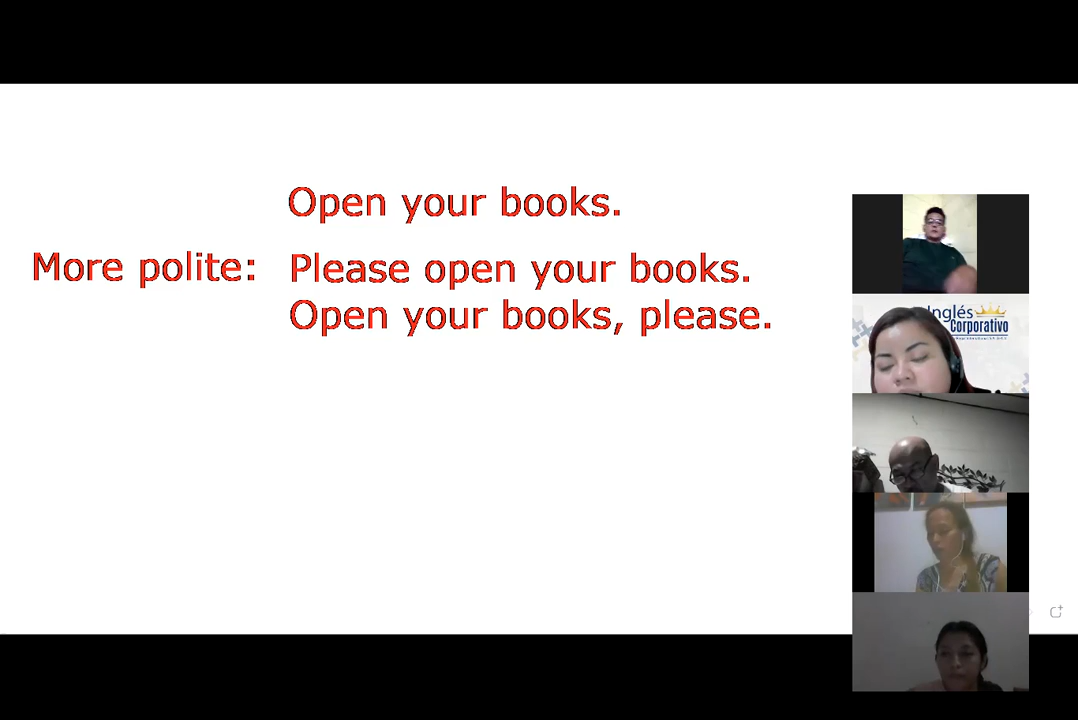 Open your books.
More polite: Please open your books.
Open your books, please.
Inglés
Corporativo